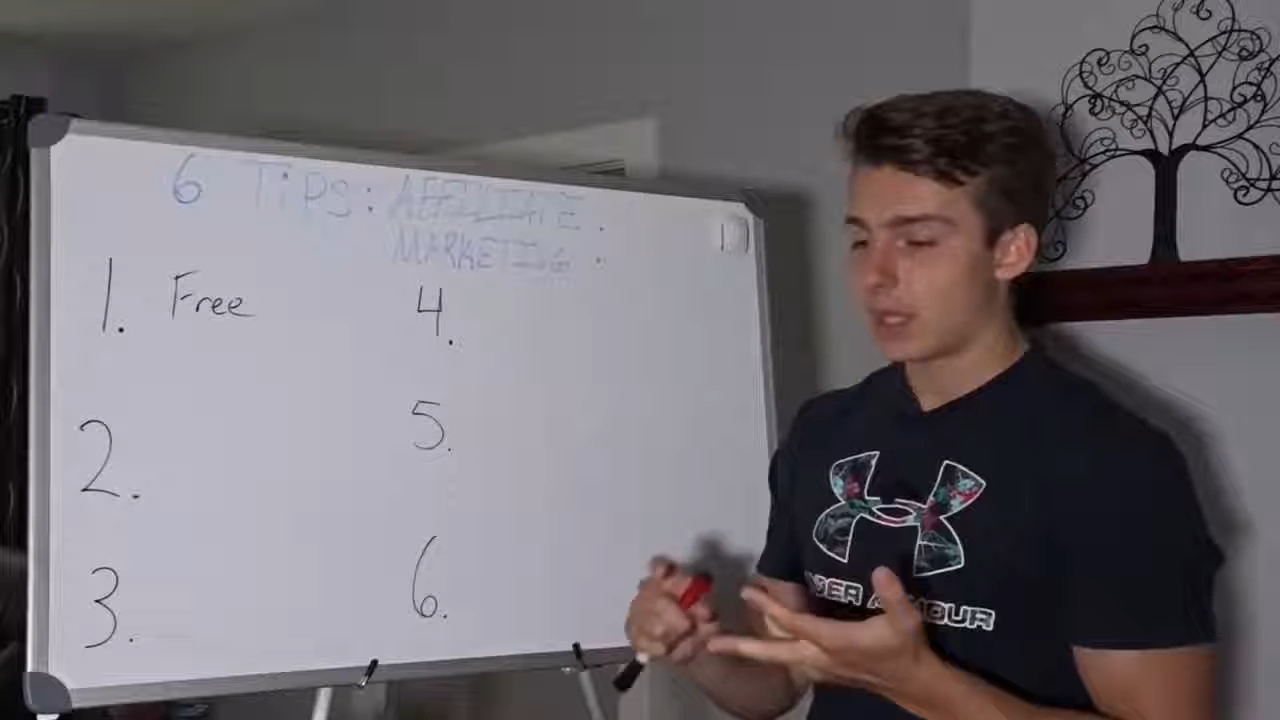 6 TiPS: AFFILIATE
MARKETING
1. Free
2.
3.
4.
5.
6.
UNDER ARMOUR